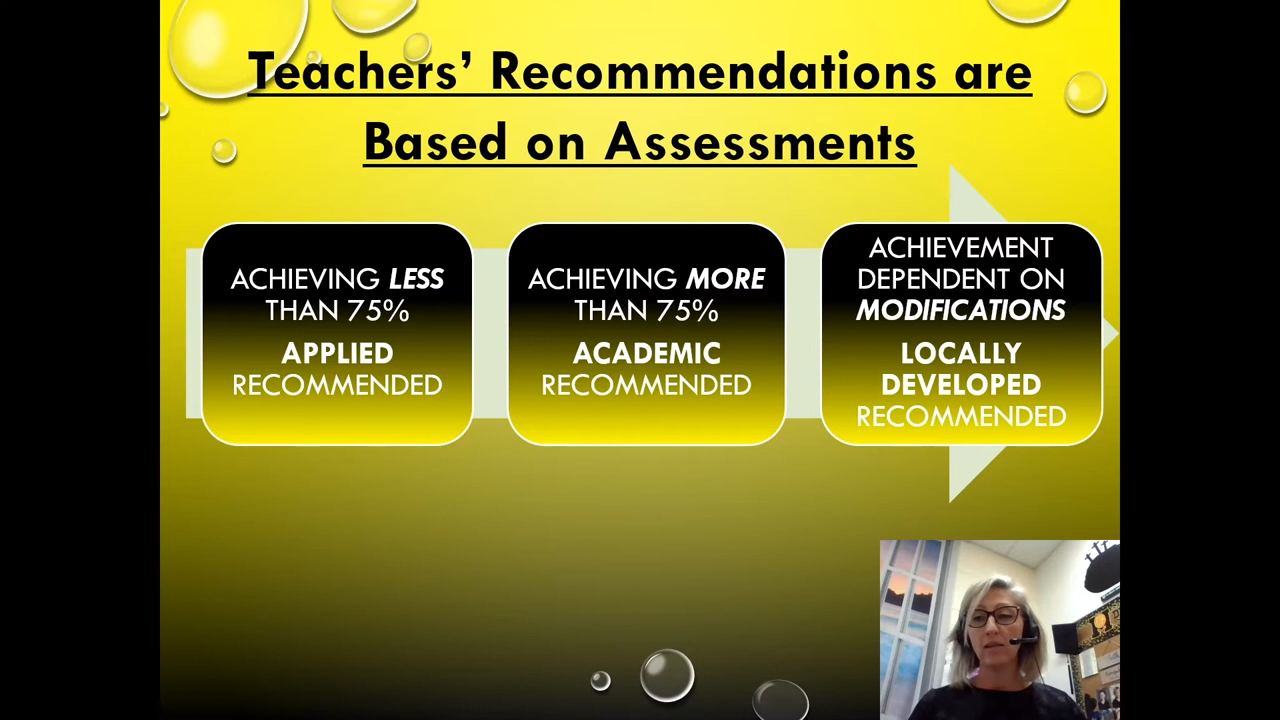 Teachers’ Recommendations are
Based on Assessments
ACHIEVING LESS
THAN 75%
APPLIED
RECOMMENDED
ACHIEVING MORE
THAN 75%
ACADEMIC
RECOMMENDED
ACHIEVEMENT
DEPENDENT ON
MODIFICATIONS
LOCALLY
DEVELOPED
RECOMMENDED